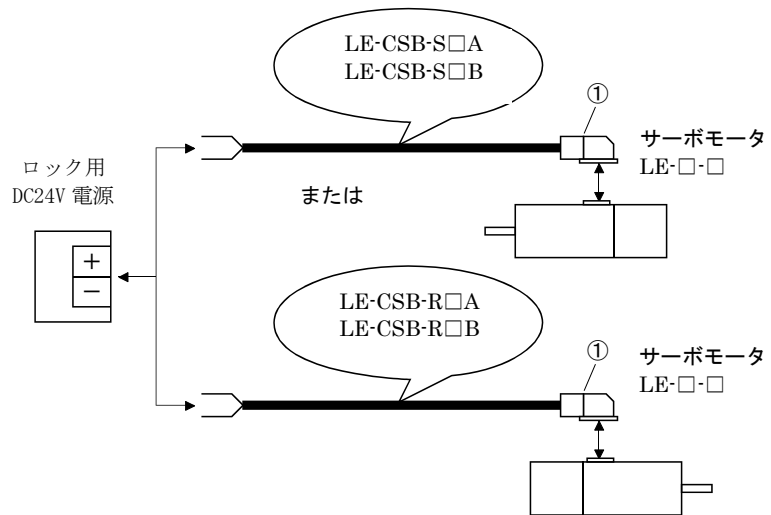 LE-CSB-S□A
LE-CSB-S□B
①
サーボモータ
LE-□-□
ロック用
DC24V 電源
または
+
−
LE-CSB-R□A
LE-CSB-R□B
①
サーボモータ
LE-□-□